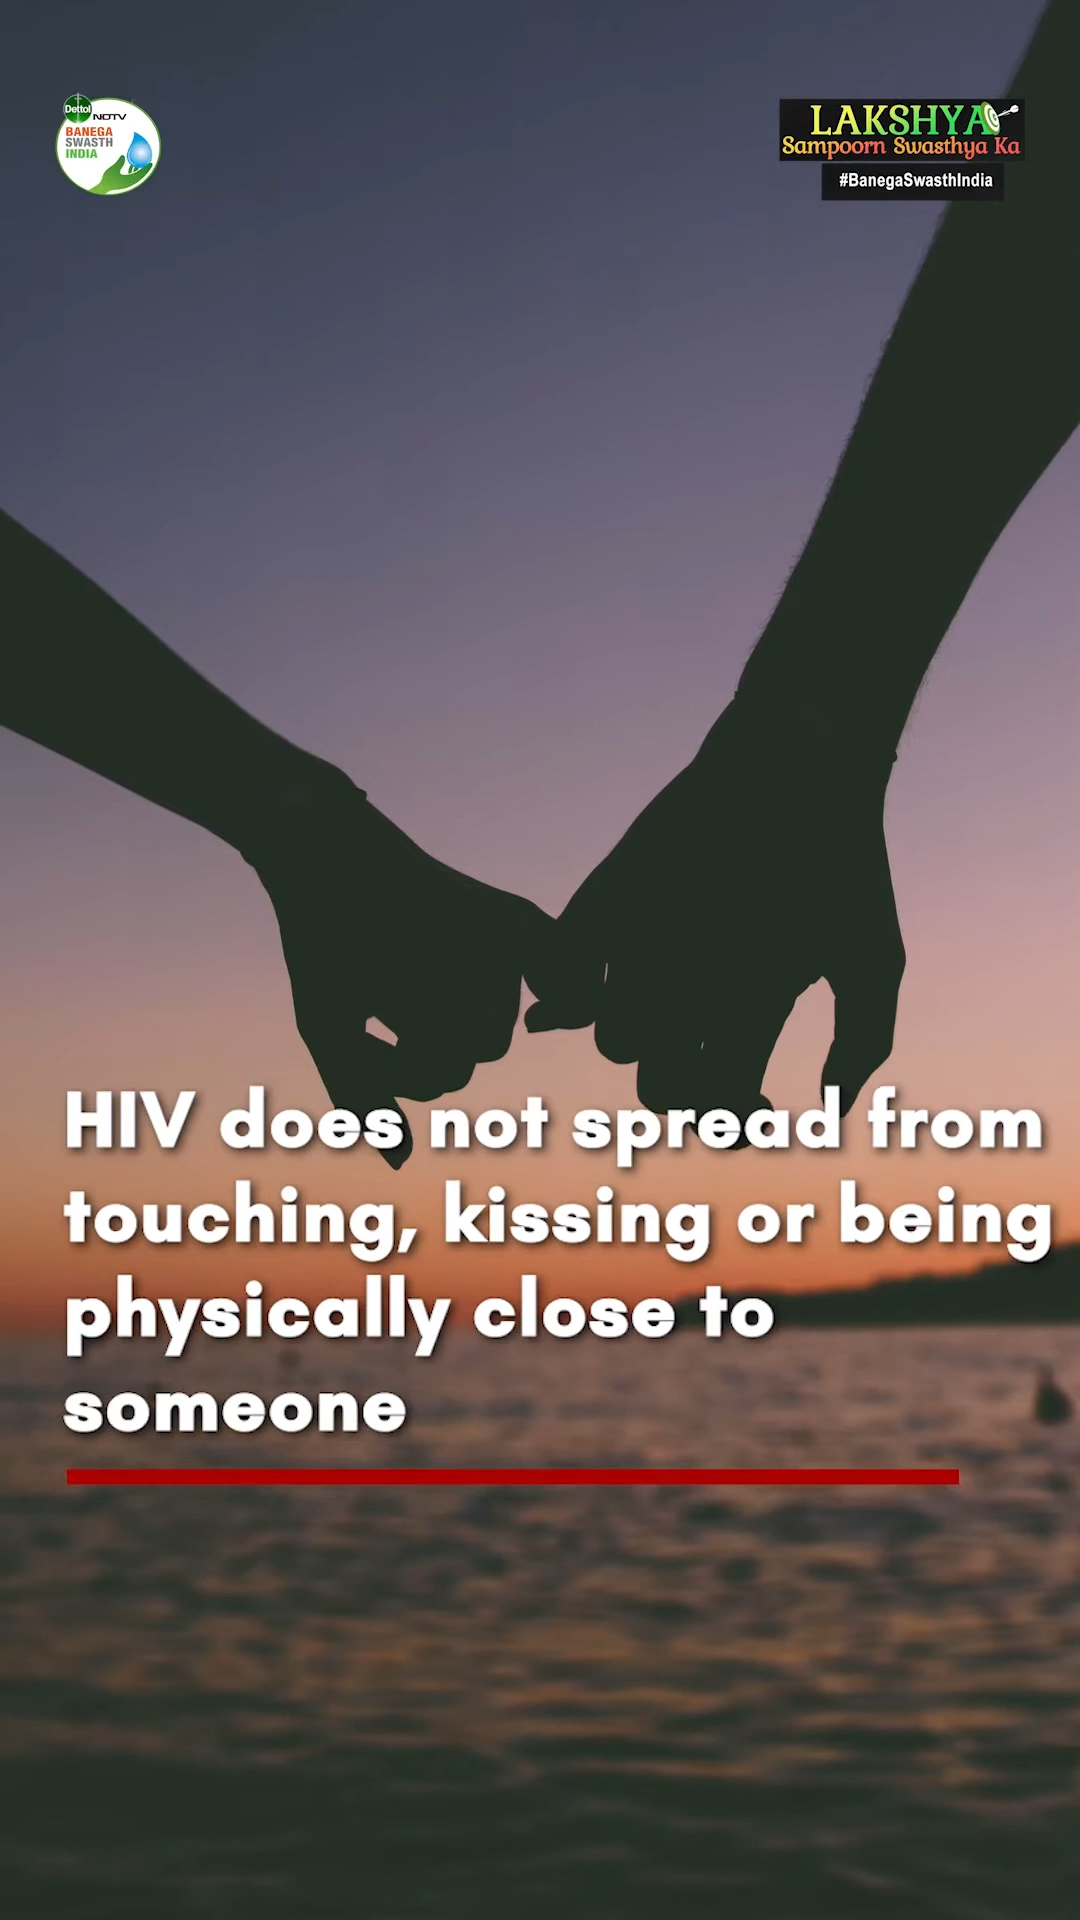 Dettol
NDTV
BANEGA
SWASTH
INDIA
LAKSHYA
Sampoorn Swasthya Ka
#BanegaSwasthIndia
HIV does not spread from
touching, kissing or being
physically close to
someone